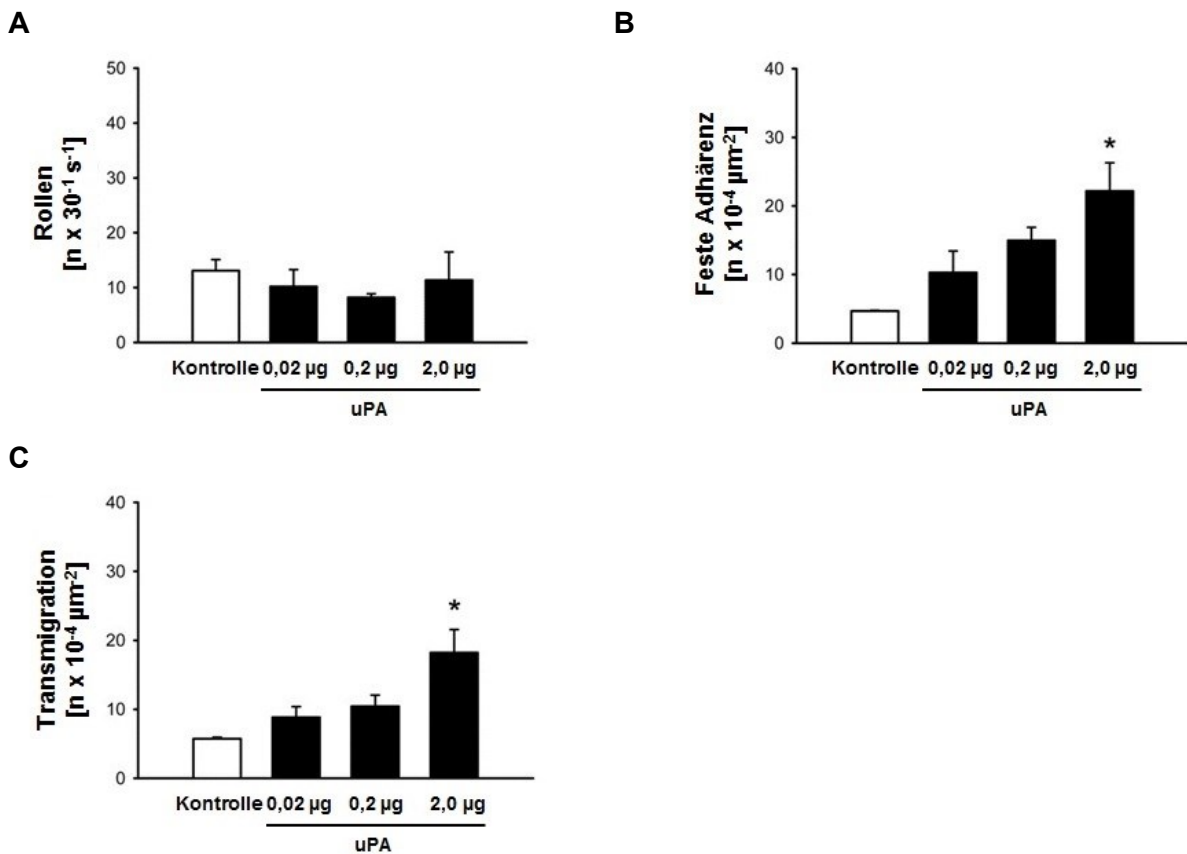 A
Rollen
[n x 30⁻¹ s⁻¹]
50
40
30
20
10
0
Kontrolle 0,02 µg 0,2 µg 2,0 µg
uPA
B
Feste Adhärenz
[n x 10⁻⁴ µm⁻²]
40
30
20
10
0
*
Kontrolle 0,02 µg 0,2 µg 2,0 µg
uPA
C
Transmigration
[n x 10⁻⁴ µm⁻²]
40
30
20
10
0
*
Kontrolle 0,02 µg 0,2 µg 2,0 µg
uPA